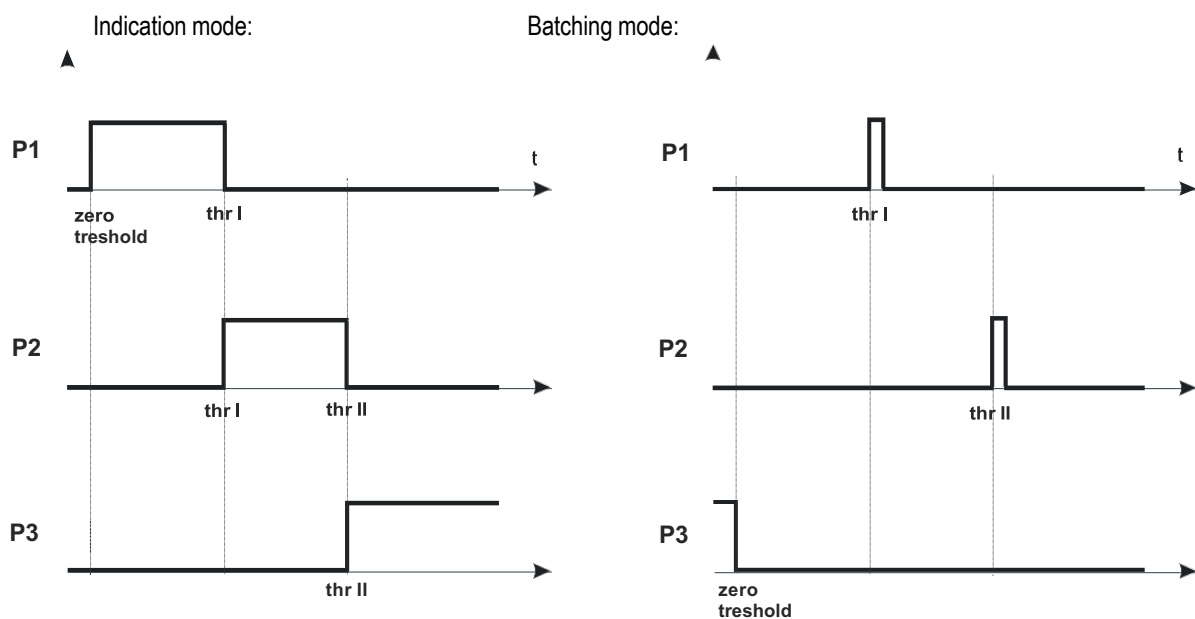 Indication mode:
Batching mode:
P1
t
zero
treshold
thr I
P2
thr I
thr II
P3
thr II
P1
t
thr I
P2
thr II
P3
zero
treshold